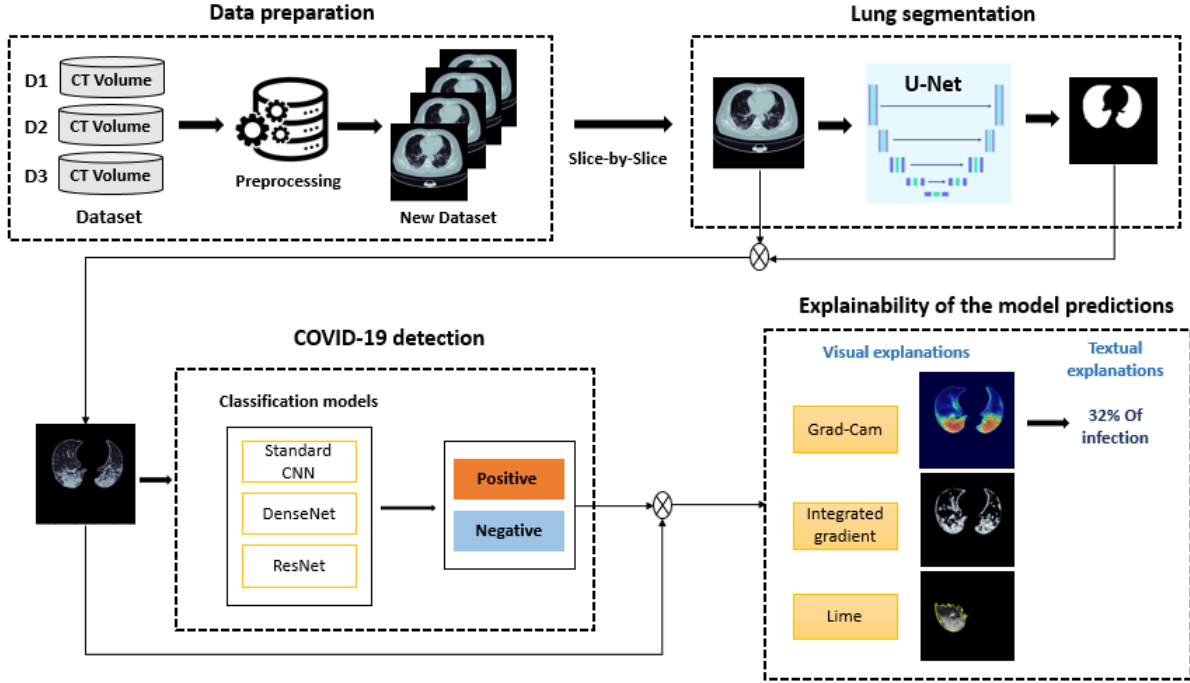 Data preparation
D1
CT Volume
D2
CT Volume
D3
CT Volume
Dataset
Preprocessing
New Dataset
Slice-by-Slice
Lung segmentation
U-Net
COVID-19 detection
Classification models
Standard
CNN
DenseNet
ResNet
Positive
Negative
Explainability of the model predictions
Visual explanations
Textual
explanations
Grad-Cam
32% Of
infection
Integrated
gradient
Lime